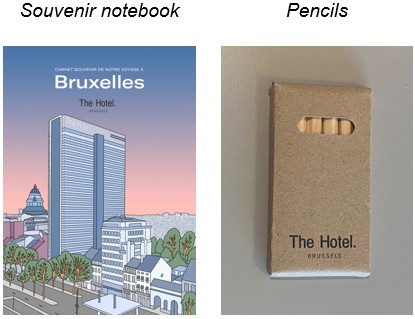 Souvenir notebook
Pencils
CARNET SOUVENIR DE NOTRE VOYAGE À
Bruxelles
The Hotel.
BRUSSELS
The Hotel.
BRUSSELS